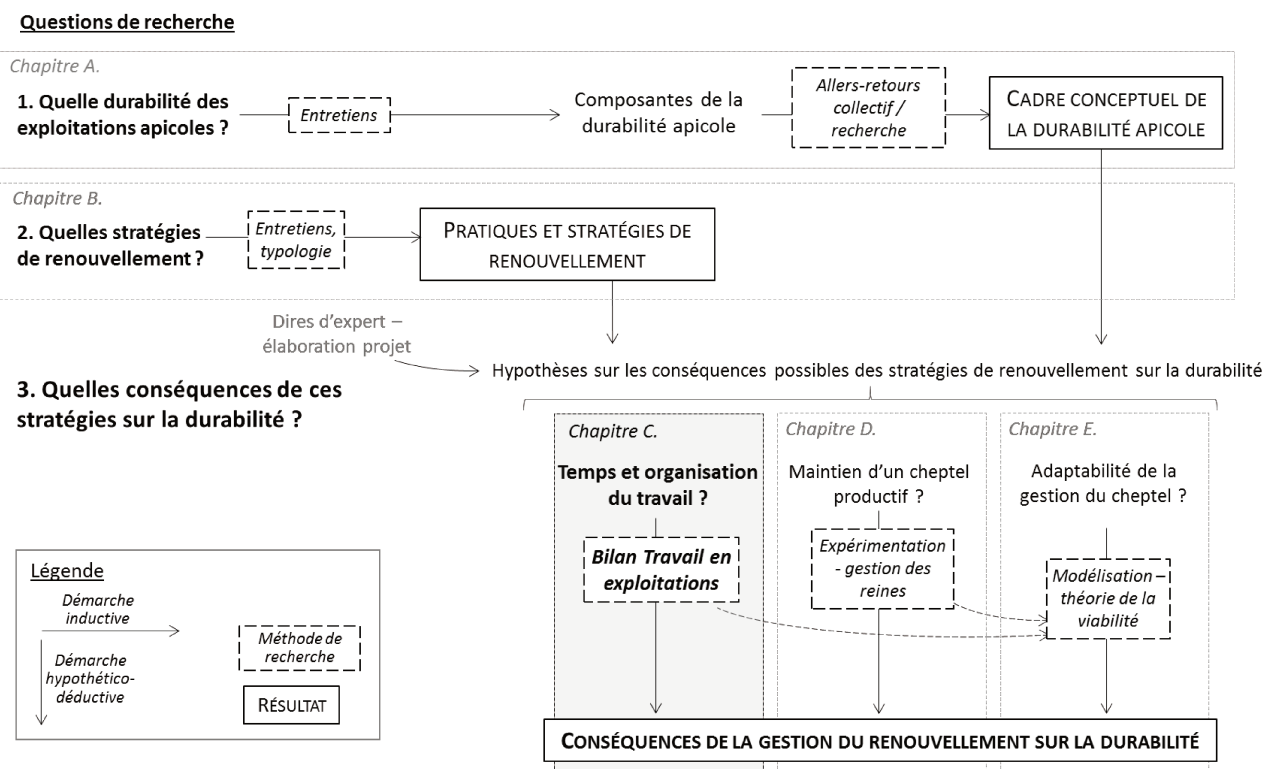 Questions de recherche
Chapitre A.
1. Quelle durabilité des
exploitations apicoles ?
Entretiens
Composantes de la
durabilité apicole
Allers-retours
collectif /
recherche
CADRE CONCEPTUEL DE
LA DURABILITÉ APICOLE
Chapitre B.
2. Quelles stratégies
de renouvellement ?
Entretiens,
typologie
PRATIQUES ET STRATÉGIES DE
RENOUVELLEMENT
Dires d’expert –
élaboration projet
Hypothèses sur les conséquences possibles des stratégies de renouvellement sur la durabilité
3. Quelles conséquences de ces
stratégies sur la durabilité ?
Chapitre C.
Temps et organisation
du travail ?
Bilan Travail en
exploitations
Chapitre D.
Maintien d’un cheptel
productif ?
Expérimentation
- gestion des
reines
Chapitre E.
Adaptabilité de la
gestion du cheptel ?
Modélisation –
théorie de la
viabilité
Légende
Démarche
inductive
Démarche
hypothético-
déductive
Méthode de
recherche
RÉSULTAT
CONSÉQUENCES DE LA GESTION DU RENOUVELLEMENT SUR LA DURABILITÉ